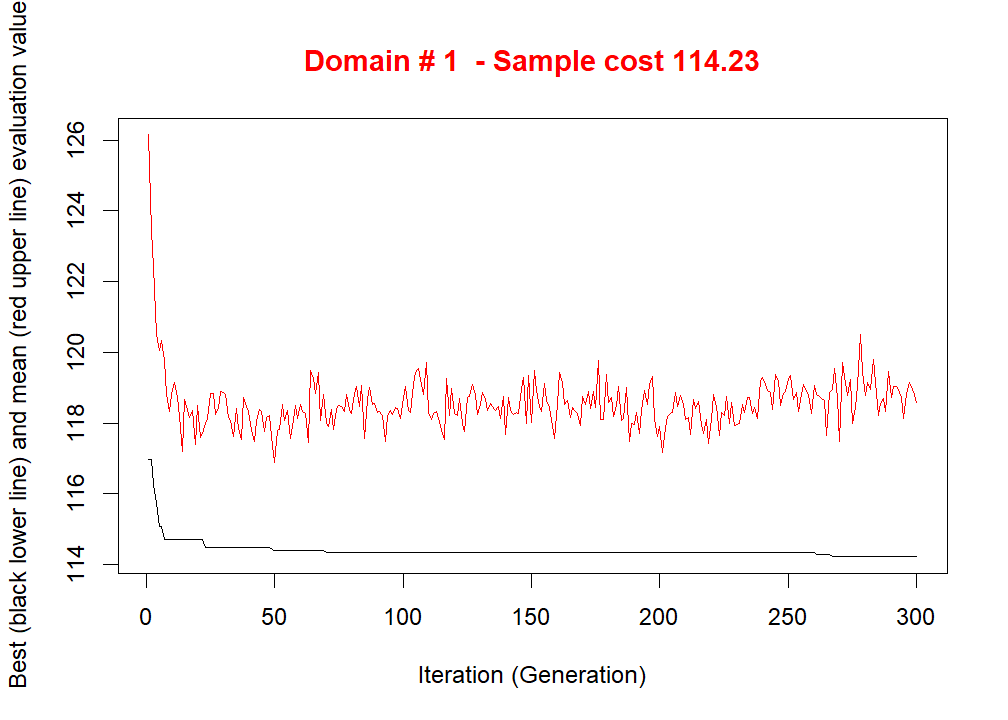 Domain # 1  - Sample cost 114.23
Best (black lower line) and mean (red upper line) evaluation value
126
124
122
120
118
116
114
0 50 100 150 200 250 300
Iteration (Generation)